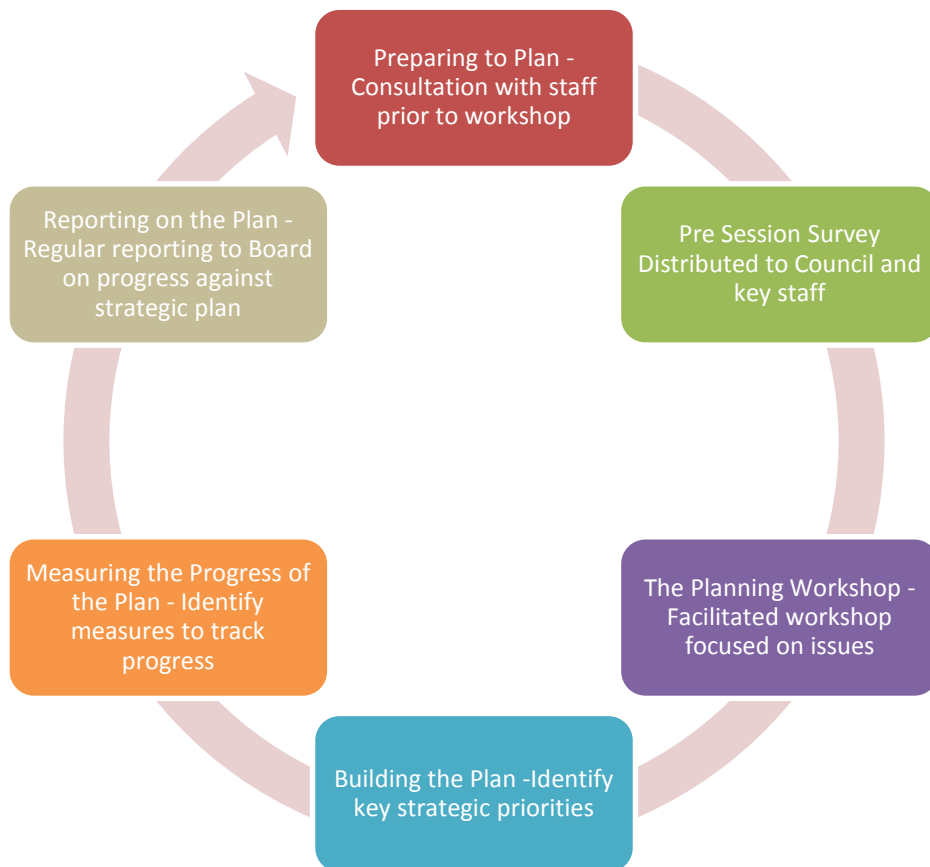 Preparing to Plan -
Consultation with staff
prior to workshop
Pre Session Survey
Distributed to Council and
key staff
The Planning Workshop -
Facilitated workshop
focused on issues
Building the Plan -Identify
key strategic priorities
Measuring the Progress of
the Plan - Identify
measures to track
progress
Reporting on the Plan -
Regular reporting to Board
on progress against
strategic plan